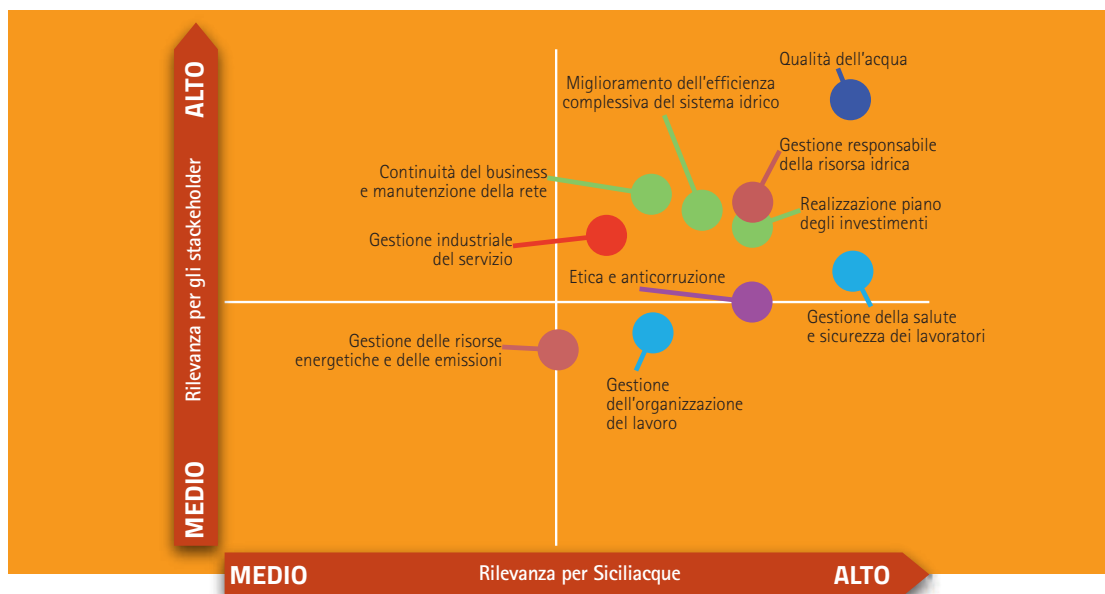 ALTO
Rilevanza per gli stackeholder
MEDIO
Qualità dell'acqua
Miglioramento dell'efficienza
complessiva del sistema idrico
Gestione responsabile
della risorsa idrica
Continuità del business
e manutenzione della rete
Realizzazione piano
degli investimenti
Gestione industriale
del servizio
Etica e anticorruzione
Gestione della salute
e sicurezza dei lavoratori
Gestione delle risorse
energetiche e delle emissioni
Gestione
dell'organizzazione
del lavoro
MEDIO
Rilevanza per Siciliacque
ALTO